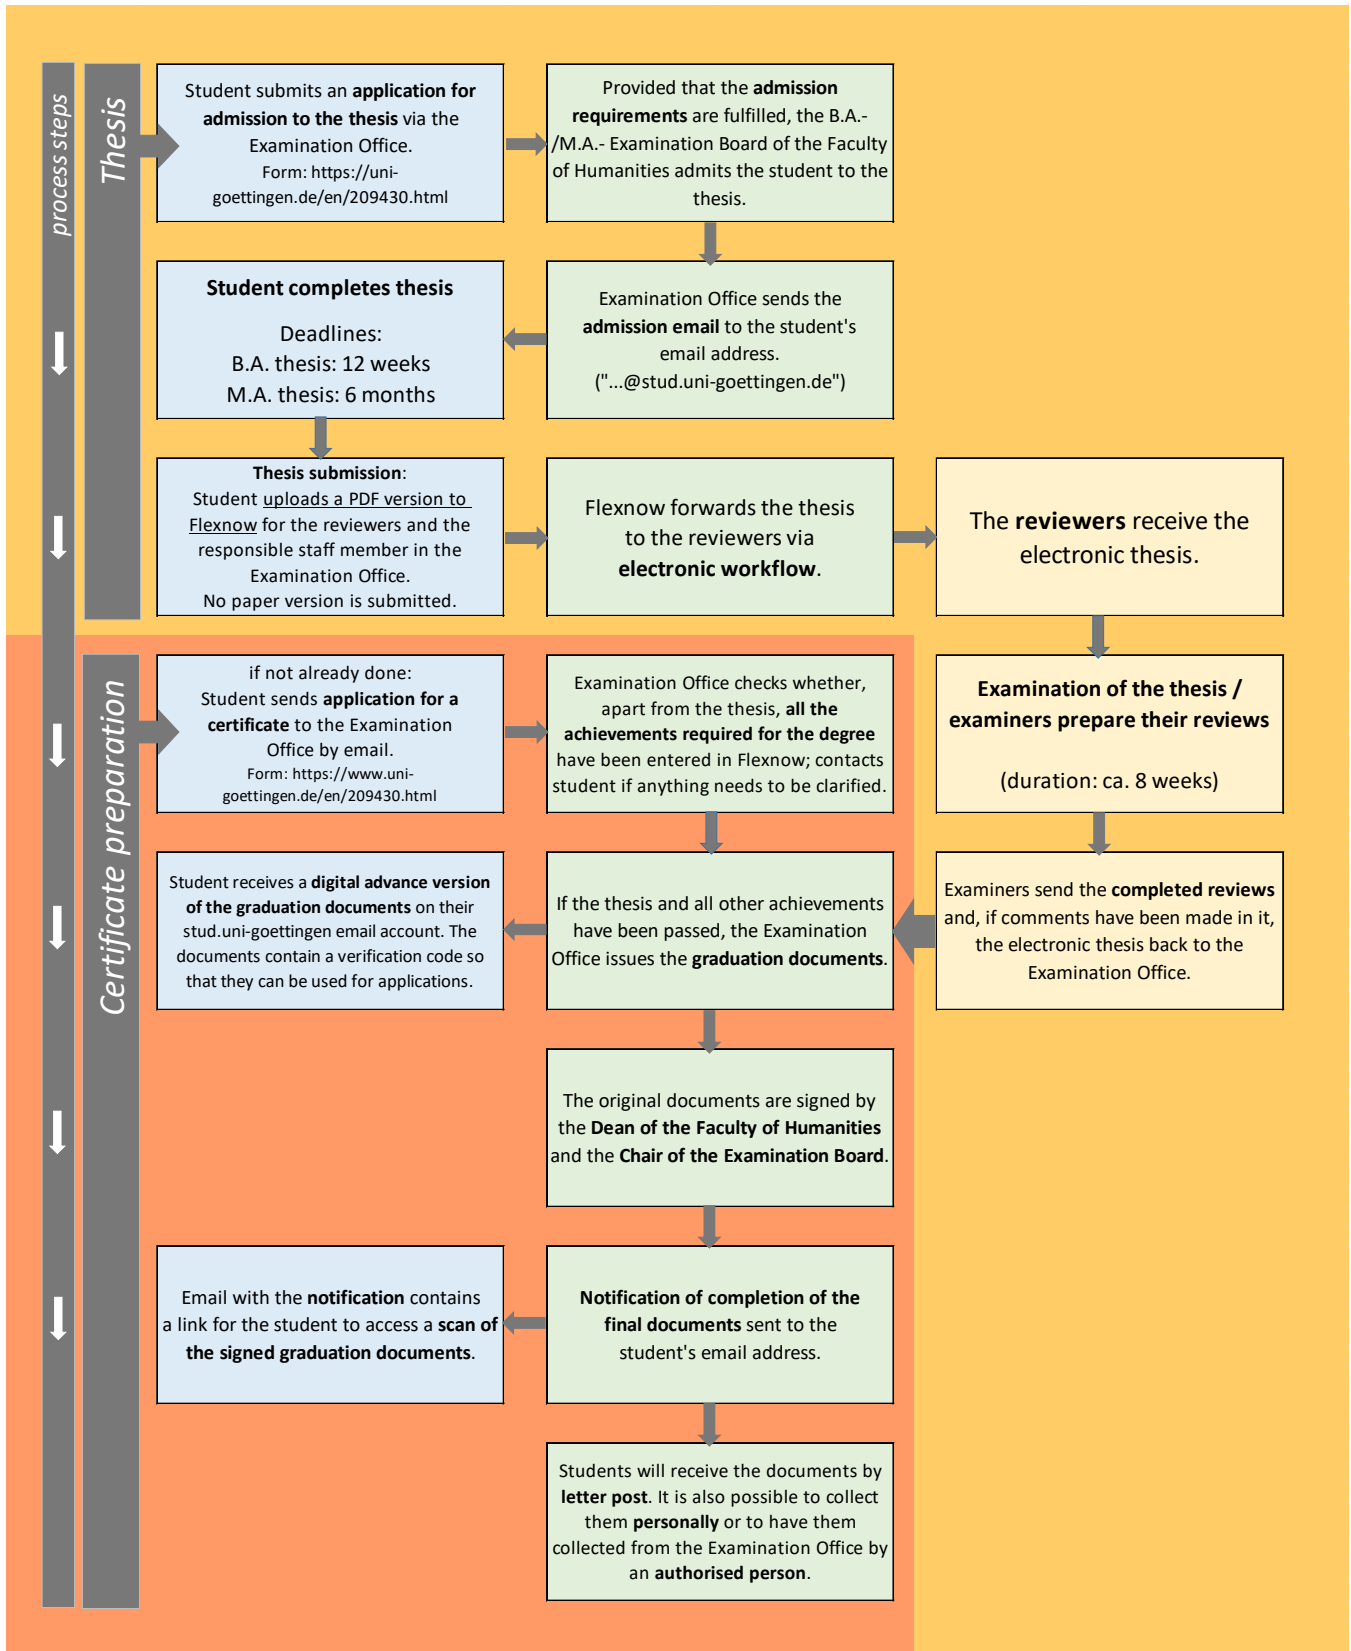 process steps
Thesis
Student submits an application for
admission to the thesis via the
Examination Office.
Form: https://uni-
goettingen.de/en/209430.html
Provided that the admission
requirements are fulfilled, the B.A.-
/M.A.- Examination Board of the Faculty
of Humanities admits the student to the
thesis.
Student completes thesis
Deadlines:
B.A. thesis: 12 weeks
M.A. thesis: 6 months
Examination Office sends the
admission email to the student's
email address.
("...@stud.uni-goettingen.de")
Thesis submission:
Student uploads a PDF version to
Flexnow for the reviewers and the
responsible staff member in the
Examination Office.
No paper version is submitted.
Flexnow forwards the thesis
to the reviewers via
electronic workflow.
The reviewers receive the
electronic thesis.
Certificate preparation
if not already done:
Student sends application for a
certificate to the Examination
Office by email.
Form: https://www.uni-
goettingen.de/en/209430.html
Examination Office checks whether,
apart from the thesis, all the
achievements required for the degree
have been entered in Flexnow; contacts
student if anything needs to be clarified.
Examination of the thesis /
examiners prepare their reviews
(duration: ca. 8 weeks)
Student receives a digital advance version
of the graduation documents on their
stud.uni-goettingen email account. The
documents contain a verification code so
that they can be used for applications.
If the thesis and all other achievements
have been passed, the Examination
Office issues the graduation documents.
Examiners send the completed reviews
and, if comments have been made in it,
the electronic thesis back to the
Examination Office.
The original documents are signed by
the Dean of the Faculty of Humanities
and the Chair of the Examination Board.
Email with the notification contains
a link for the student to access a scan of
the signed graduation documents.
Notification of completion of the
final documents sent to the
student's email address.
Students will receive the documents by
letter post. It is also possible to collect
them personally or to have them
collected from the Examination Office by
an authorised person.